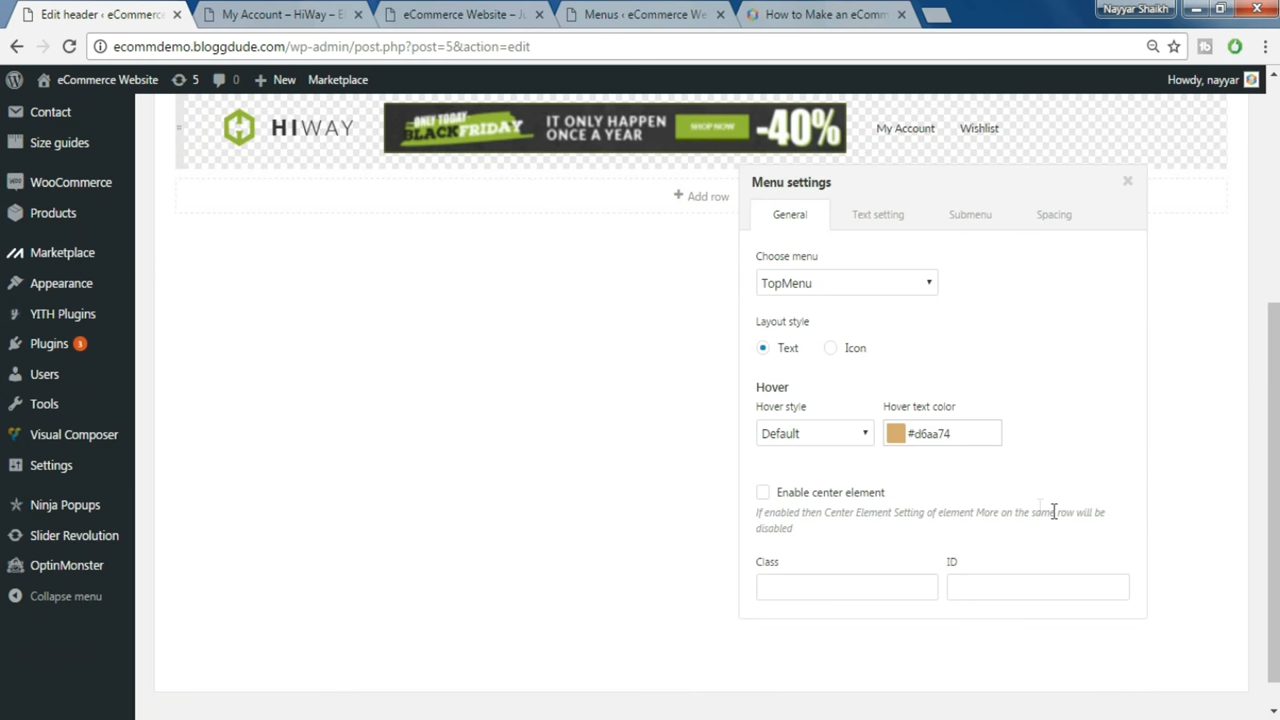 Edit header ‹ eCommerc
My Account – HiWay – E
eCommerce Website – Ju
Menus ‹ eCommerce We
How to Make an eComm
Nayyar Shaikh
ecommdemo.bloggdude.com/wp-admin/post.php?post=5&action=edit
eCommerce Website
5
0
New
Marketplace
Howdy, nayyar
Contact
Size guides
WooCommerce
Products
Marketplace
Appearance
YITH Plugins
Plugins 3
Users
Tools
Visual Composer
Settings
Ninja Popups
Slider Revolution
OptinMonster
Collapse menu
HIWAY
ONLY TODAY
BLACKFRIDAY
IT ONLY HAPPEN
ONCE A YEAR
SHOP NOW
-40%
My Account
Wishlist
+ Add row
Menu settings
General
Text setting
Submenu
Spacing
Choose menu
TopMenu
Layout style
Text
Icon
Hover
Hover style
Hover text color
Default
#d6aa74
Enable center element
If enabled then Center Element Setting of element More on the same row will be
disabled
Class
ID